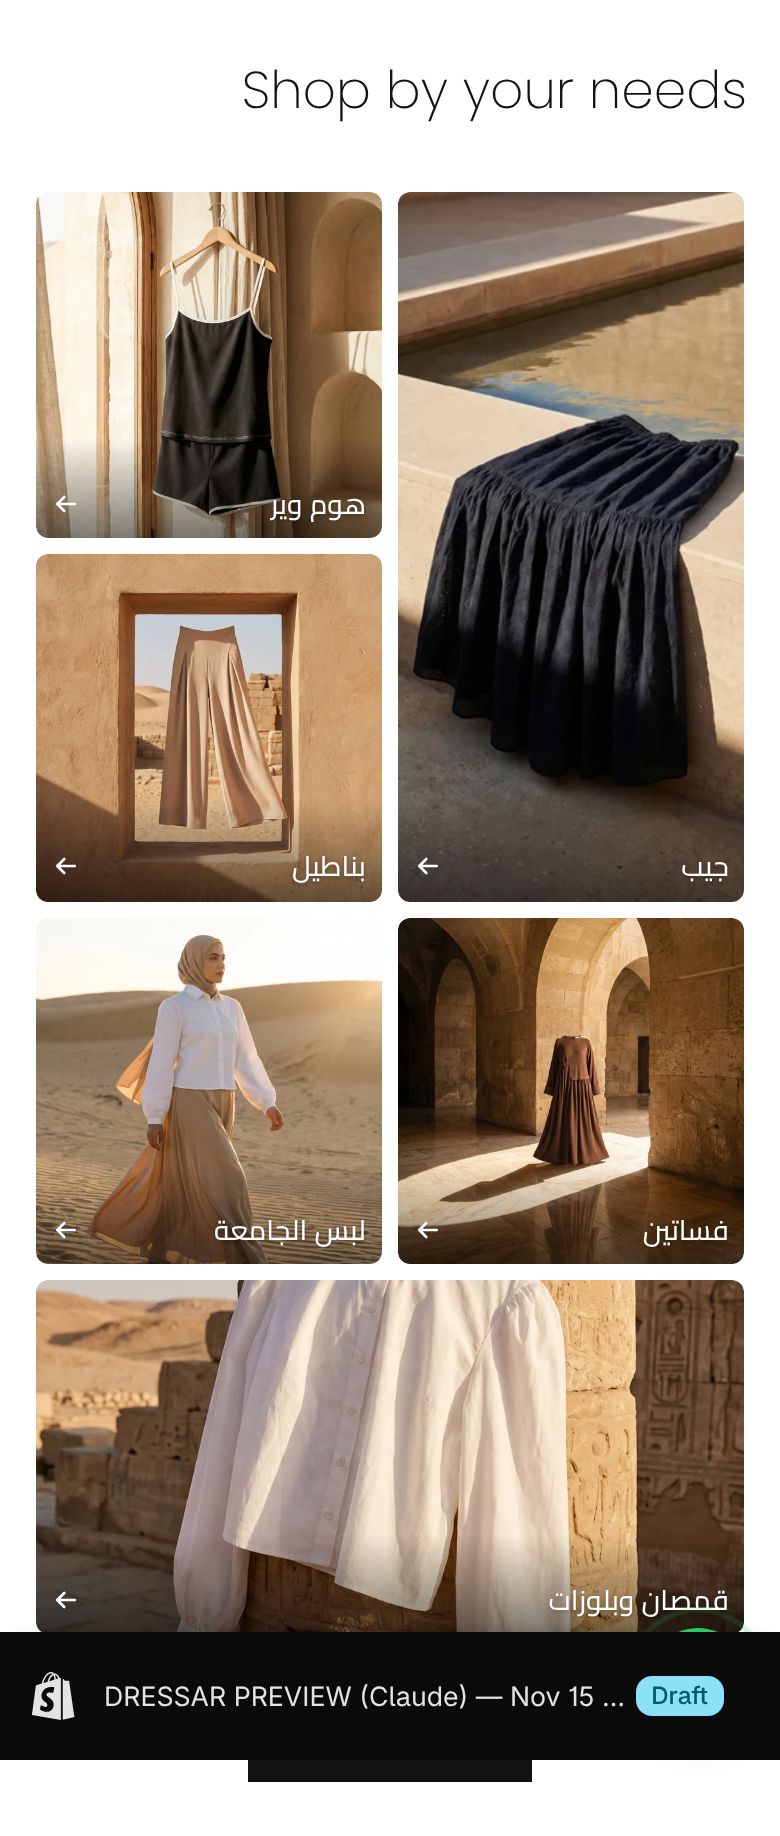 Shop by your needs
هوم وير
جيب
بناطيل
فساتين
لبس الجامعة
قمصان وبلوزات
DRESSAR PREVIEW (Claude) — Nov 15 ...
Draft